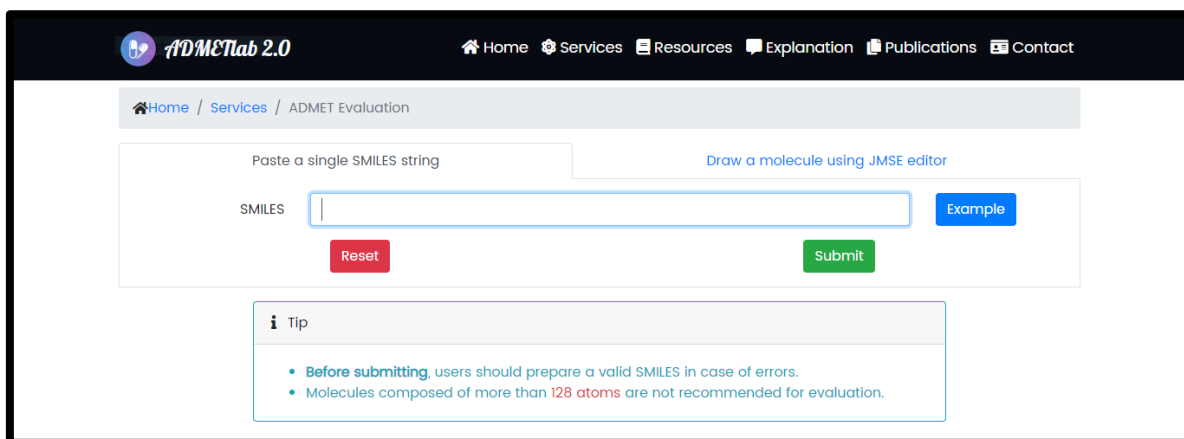 ADMETlab 2.0
Home Services Resources Explanation Publications Contact
Home / Services / ADMET Evaluation
Paste a single SMILES string
Draw a molecule using JMSE editor
SMILES
Example
Reset
Submit
i Tip
Before submitting, users should prepare a valid SMILES in case of errors.
Molecules composed of more than 128 atoms are not recommended for evaluation.